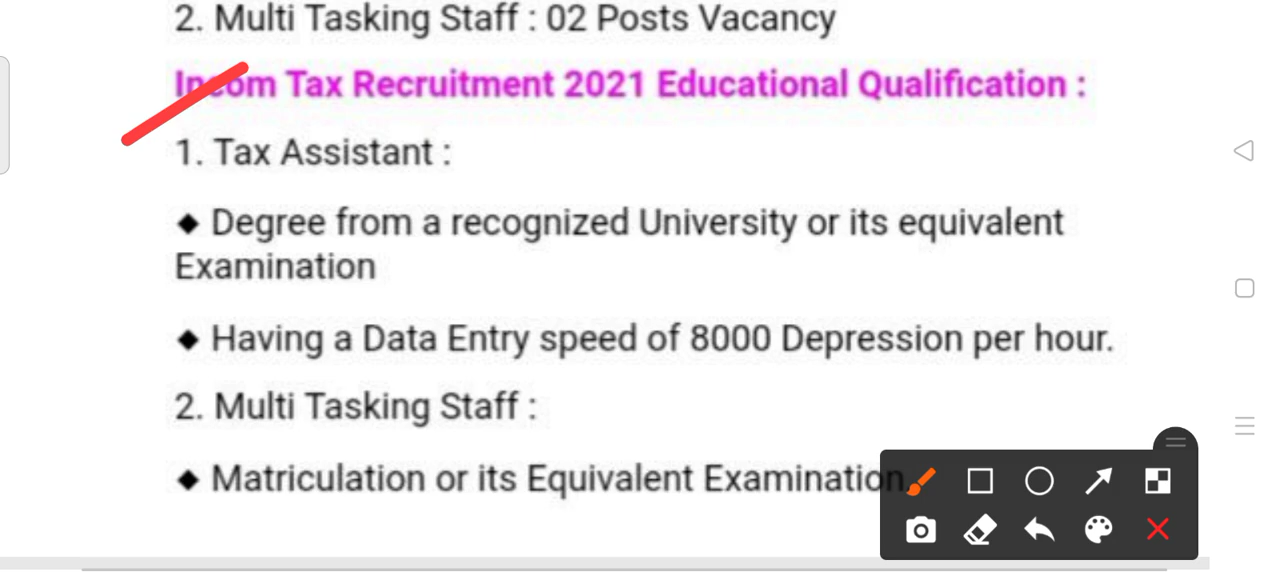 2. Multi Tasking Staff : 02 Posts Vacancy
Incom Tax Recruitment 2021 Educational Qualification :
1. Tax Assistant :
◆ Degree from a recognized University or its equivalent
Examination
◆ Having a Data Entry speed of 8000 Depression per hour.
2. Multi Tasking Staff :
◆ Matriculation or its Equivalent Examination.